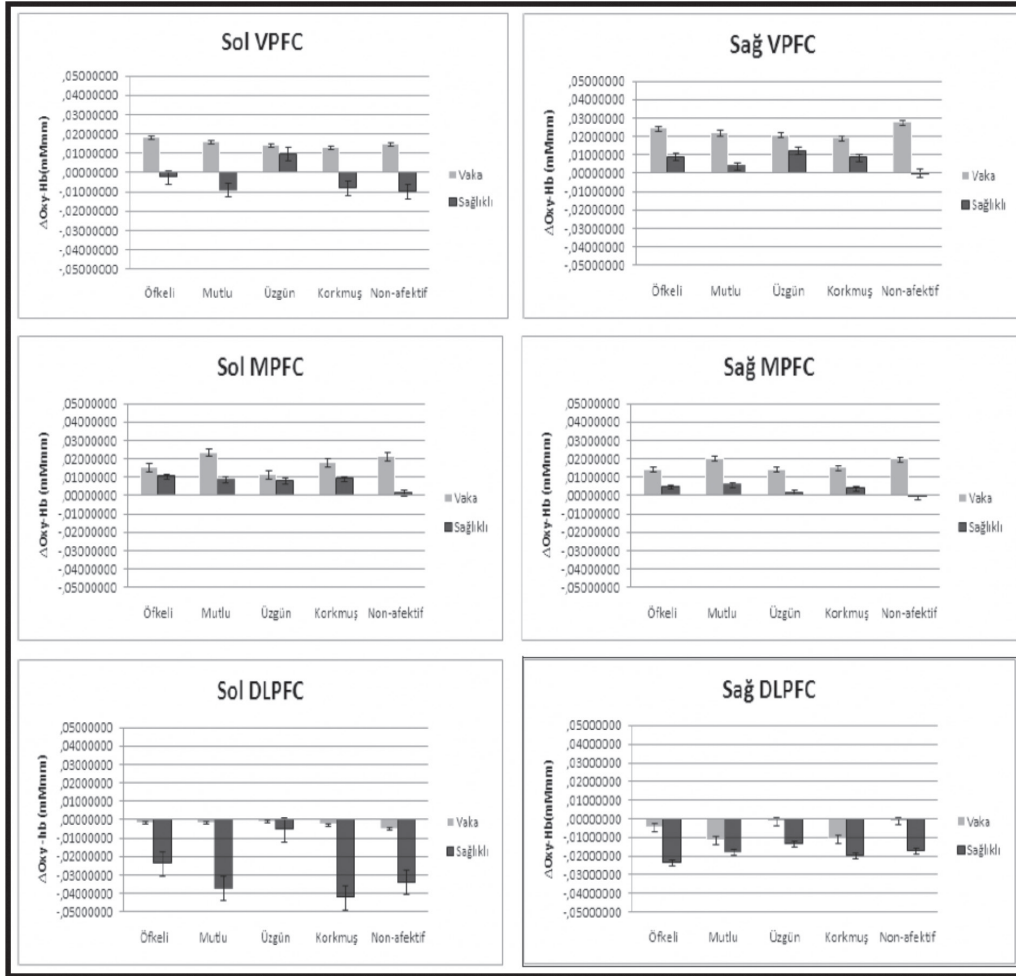 Sol VPFC
ΔOxy-Hb(mMmm)
,05000000
,04000000
,03000000
,02000000
,01000000
,00000000
-,01000000
-,02000000
-,03000000
-,04000000
-,05000000
Öfkeli Mutlu Üzgün Korkmuş Non-afektif
Vaka
Sağlıklı
Sağ VPFC
ΔOxy-Hb (mMmm)
,05000000
,04000000
,03000000
,02000000
,01000000
,00000000
-,01000000
-,02000000
-,03000000
-,04000000
-,05000000
Öfkeli Mutlu Üzgün Korkmuş Non-afektif
Vaka
Sağlıklı
Sol MPFC
ΔOxy-Hb (mMmm)
,05000000
,04000000
,03000000
,02000000
,01000000
,00000000
-,01000000
-,02000000
-,03000000
-,04000000
-,05000000
Öfkeli Mutlu Üzgün Korkmuş Non-afektif
Vaka
Sağlıklı
Sağ MPFC
ΔOxy-Hb (mMmm)
,05000000
,04000000
,03000000
,02000000
,01000000
,00000000
-,01000000
-,02000000
-,03000000
-,04000000
-,05000000
Öfkeli Mutlu Üzgün Korkmuş Non-afektif
Vaka
Sağlıklı
Sol DLPFC
ΔOxy-hb (mMmm)
,05000000
,04000000
,03000000
,02000000
,01000000
,00000000
-,01000000
-,02000000
-,03000000
-,04000000
-,05000000
Öfkeli Mutlu Üzgün Korkmuş Non-afektif
Vaka
Sağlıklı
Sağ DLPFC
ΔOxy-Hb(mMmm)
,05000000
,04000000
,03000000
,02000000
,01000000
,00000000
-,01000000
-,02000000
-,03000000
-,04000000
-,05000000
Öfkeli Mutlu Üzgün Korkmuş Non-afektif
Vaka
Sağlıklı